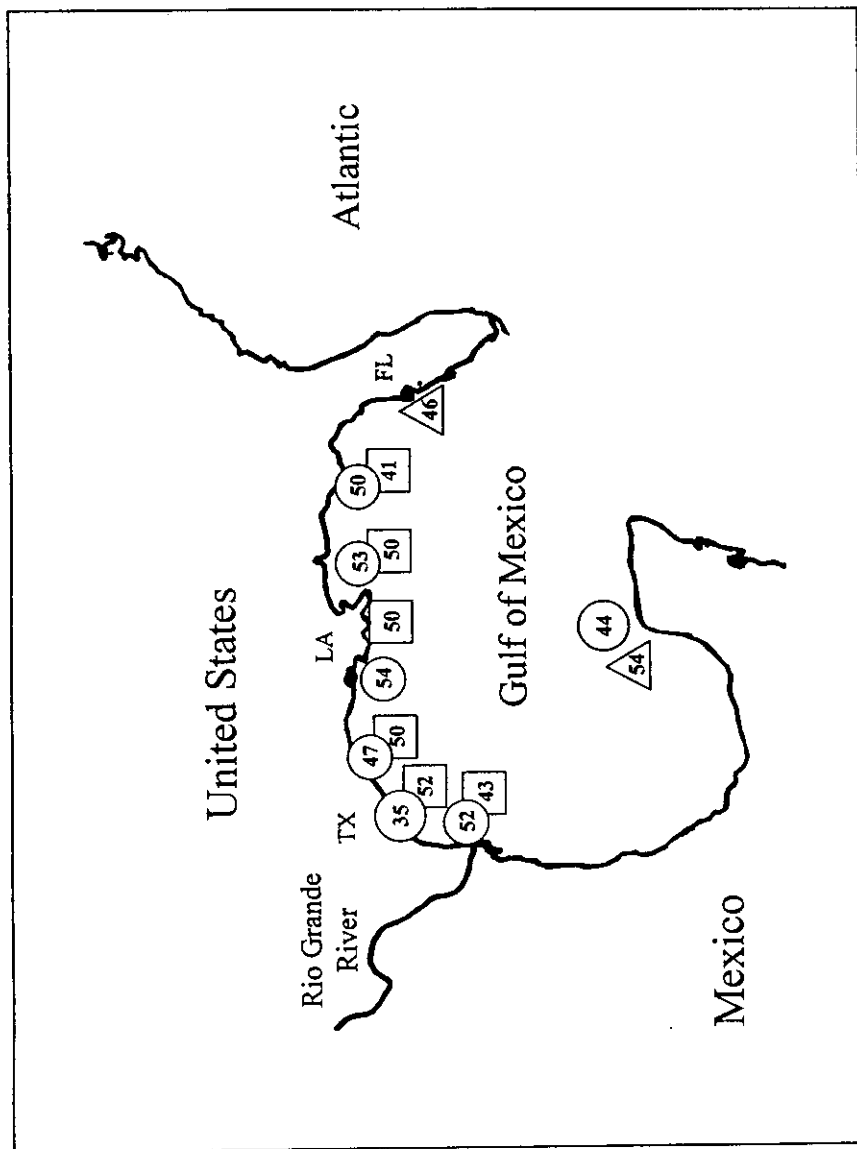 United States
Atlantic
Rio Grande
River
TX
LA
FL
35
52
47
50
54
50
53
50
50
41
46
52
43
Gulf of Mexico
44
54
Mexico